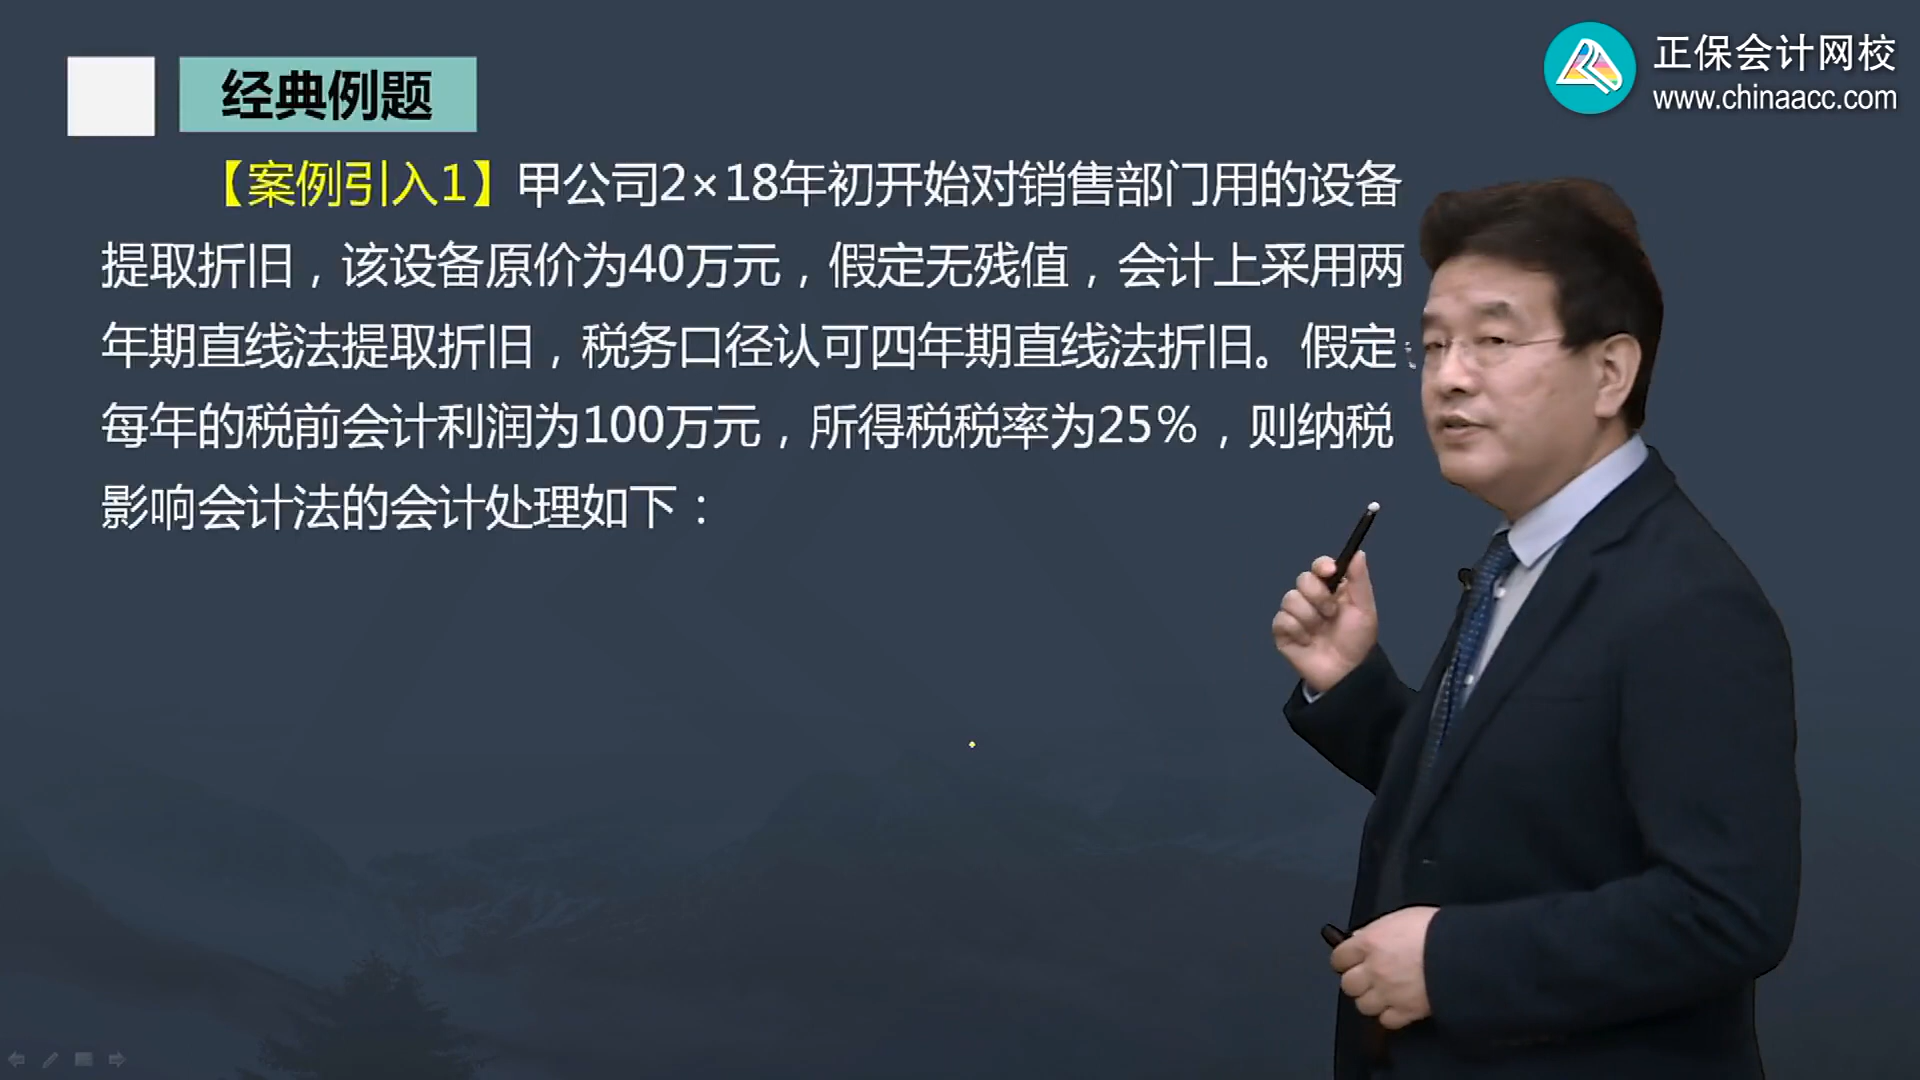 正保会计网校
www.chinaacc.com
经典例题
【案例引入1】甲公司2×18年初开始对销售部门用的设备
提取折旧，该设备原价为40万元，假定无残值，会计上采用两
年期直线法提取折旧，税务口径认可四年期直线法折旧。假定
每年的税前会计利润为100万元，所得税税率为25%，则纳税
影响会计法的会计处理如下：